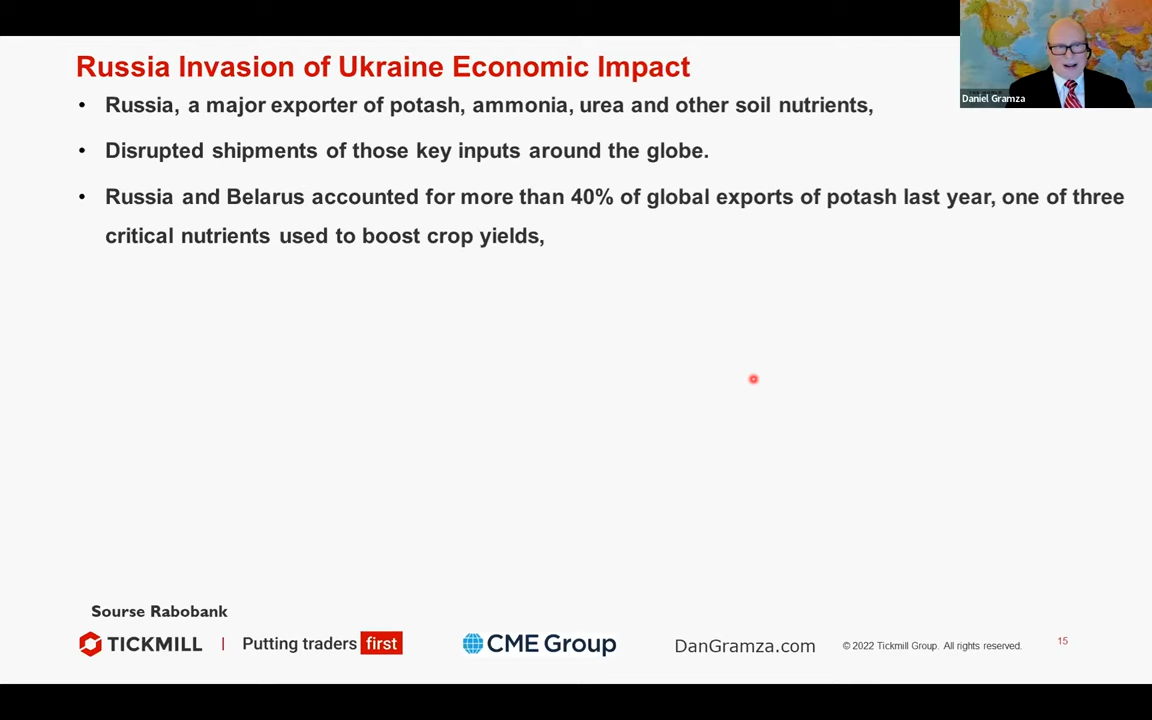 Russia Invasion of Ukraine Economic Impact
• Russia, a major exporter of potash, ammonia, urea and other soil nutrients,
• Disrupted shipments of those key inputs around the globe.
• Russia and Belarus accounted for more than 40% of global exports of potash last year, one of three
critical nutrients used to boost crop yields,
Daniel Gramza
Sourse Rabobank
TICKMILL | Putting traders first CME Group DanGramza.com © 2022 Tickmill Group. All rights reserved. 15